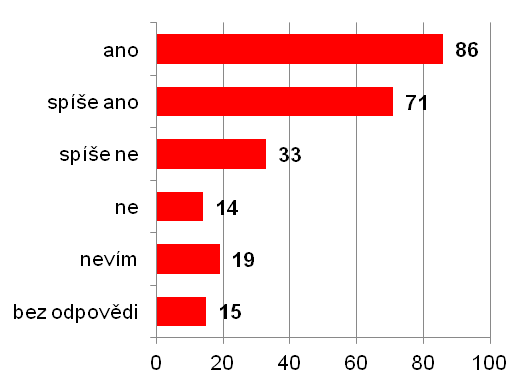 ano 86
spíše ano 71
spíše ne 33
ne 14
nevím 19
bez odpovědi 15
0 20 40 60 80 100